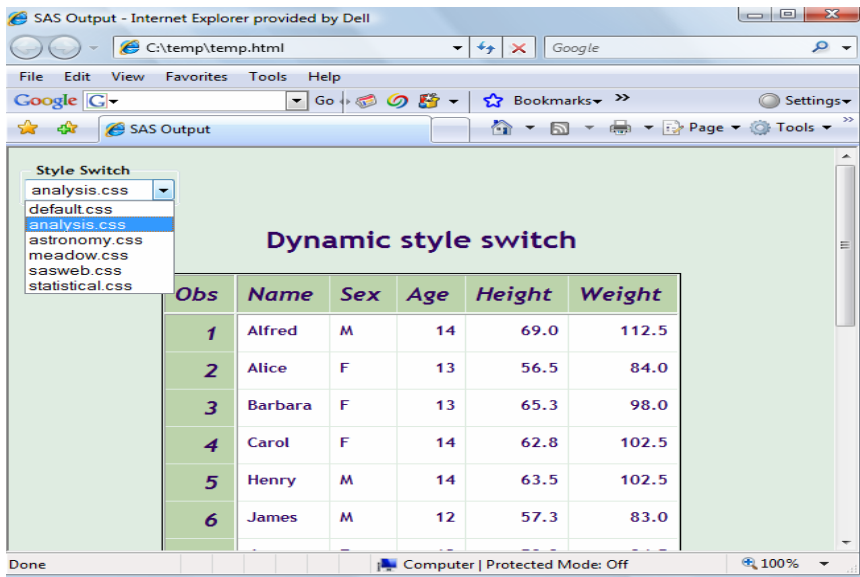 SAS Output - Internet Explorer provided by Dell
C:\temp\temp.html
Google
File Edit View Favorites Tools Help
Google G Go Bookmarks >> Settings
SAS Output Page Tools >>
Style Switch
analysis.css
default.css
analysis.css
astronomy.css
meadow.css
sasweb.css
statistical.css
Dynamic style switch
Obs Name Sex Age Height Weight
1 Alfred M 14 69.0 112.5
2 Alice F 13 56.5 84.0
3 Barbara F 13 65.3 98.0
4 Carol F 14 62.8 102.5
5 Henry M 14 63.5 102.5
6 James M 12 57.3 83.0
Done Computer | Protected Mode: Off 100%